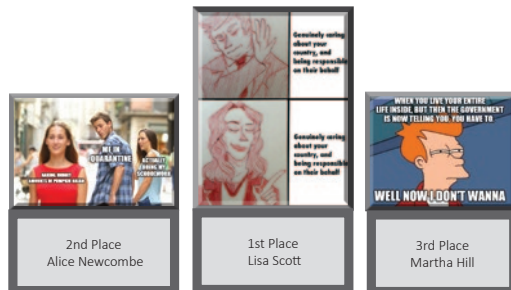 Genuinely caring
about your
country, and
being responsible
on their behalf
Genuinely caring
about your
country, and
being responsible
on their behalf
ME IN
QUARANTINE
ACTUALLY
DOING MY
SCHOOLWORK
WHEN YOU LIVE YOUR ENTIRE
LIFE INSIDE, BUT THEN THE GOVERNMENT
IS NOW TELLING YOU, YOU HAVE TO
WELL NOW I DON'T WANNA
2nd Place
Alice Newcombe
1st Place
Lisa Scott
3rd Place
Martha Hill